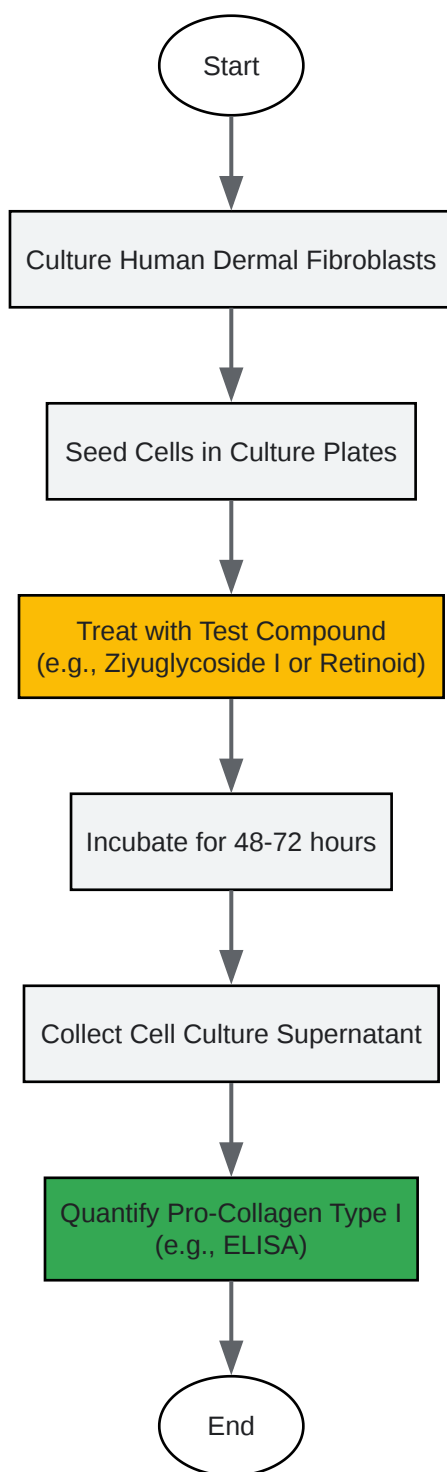 Start
Culture Human Dermal Fibroblasts
Seed Cells in Culture Plates
Treat with Test Compound
(e.g., Ziyuglycoside I or Retinoid)
Incubate for 48-72 hours
Collect Cell Culture Supernatant
Quantify Pro-Collagen Type I
(e.g., ELISA)
End